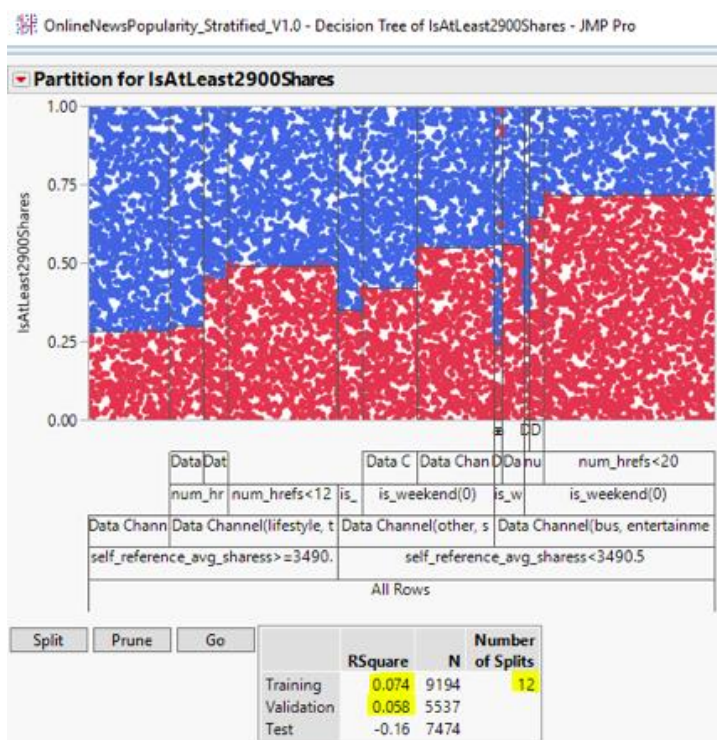 OnlineNewsPopularity_Stratified_V1.0 - Decision Tree of IsAtLeast2900Shares - JMP Pro
Partition for IsAtLeast2900Shares
1.00
0.75
0.50
0.25
0.00
IsAtLeast2900Shares
DD
Data Dat Data C Data Chan D Da nu num_hrefs<20
num_hr num_hrefs<12 is_ is_weekend(0) is_w is_weekend(0)
Data Chann Data Channel(lifestyle, t Data Channel(other, s Data Channel(bus, entertainme
self_reference_avg_sharess>=3490. self_reference_avg_sharess<3490.5
All Rows
Split Prune Go
Number
RSquare N of Splits
Training 0.074 9194 12
Validation 0.058 5537
Test -0.16 7474